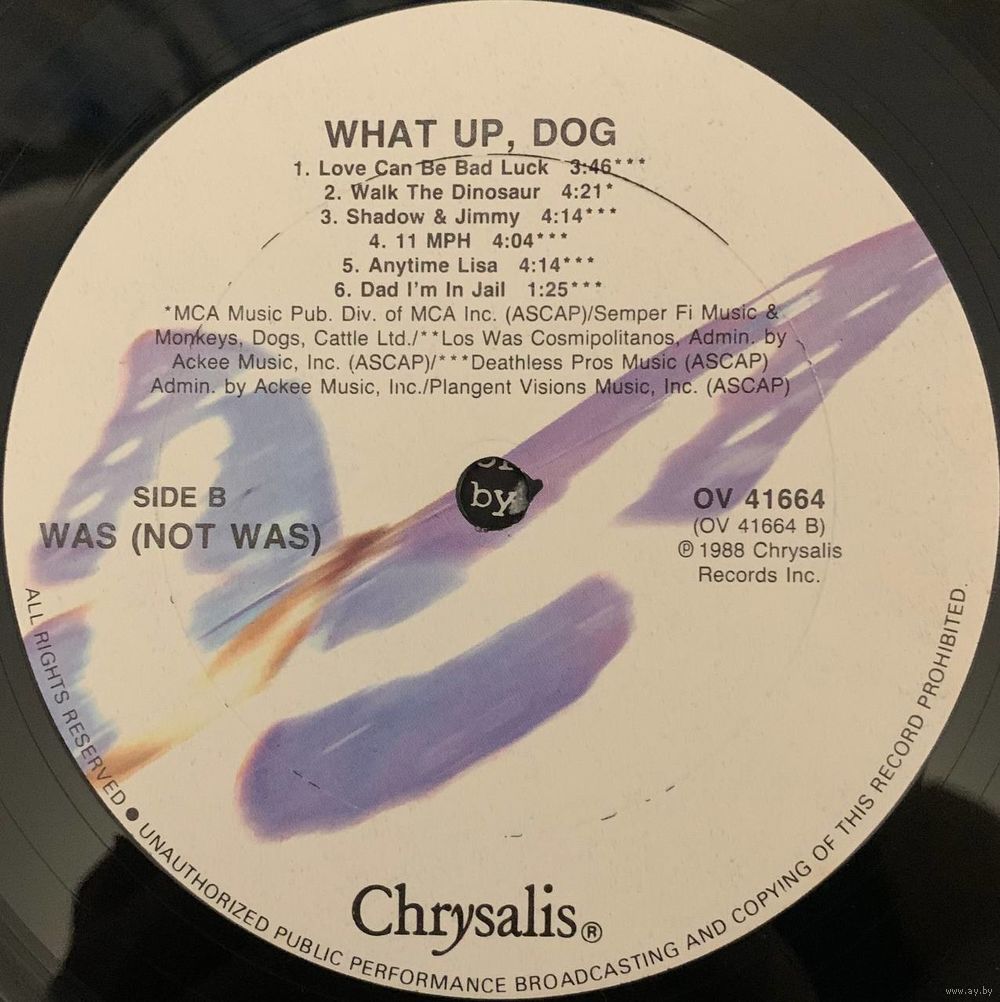 WHAT UP, DOG
1. Love Can Be Bad Luck 3:46***
2. Walk The Dinosaur 4:21*
3. Shadow & Jimmy 4:14***
4. 11 MPH 4:04***
5. Anytime Lisa 4:14***
6. Dad I'm In Jail 1:25***
*MCA Music Pub. Div. of MCA Inc. (ASCAP)/Semper Fi Music &
Monkeys, Dogs, Cattle Ltd./**Los Was Cosmipolitanos, Admin. by
Ackee Music, Inc. (ASCAP)/***Deathless Pros Music (ASCAP)
Admin. by Ackee Music, Inc./Plangent Visions Music, Inc. (ASCAP)
by
SIDE B
WAS (NOT WAS)
OV 41664
(OV 41664 B)
℗ 1988 Chrysalis
Records Inc.
Chrysalis®
ALL RIGHTS RESERVED ● UNAUTHORIZED PUBLIC PERFORMANCE BROADCASTING AND COPYING OF THIS RECORD PROHIBITED.
www.ay.by